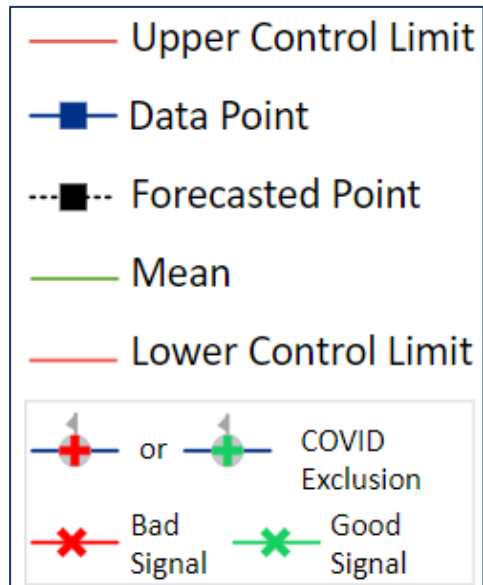 Upper Control Limit
Data Point
Forecasted Point
Mean
Lower Control Limit
or
COVID
Exclusion
Bad
Signal
Good
Signal